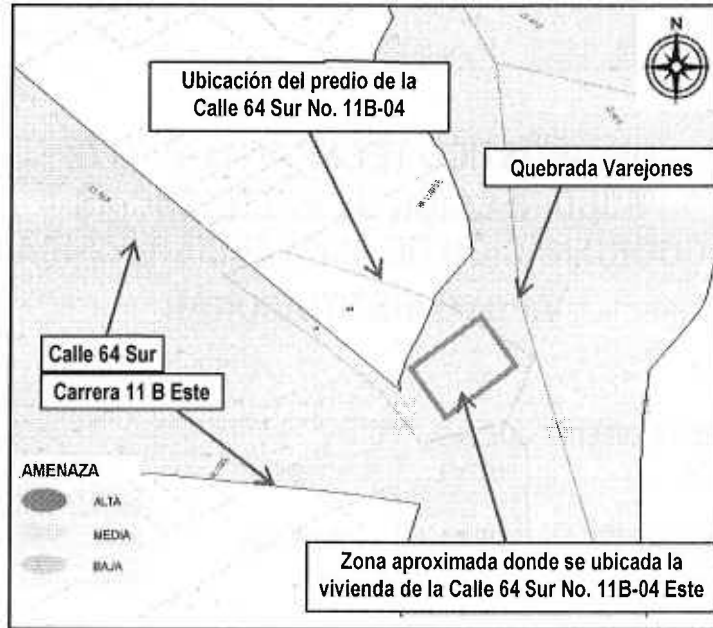 N
Ubicación del predio de la
Calle 64 Sur No. 11B-04
Quebrada Varejones
Calle 64 Sur
Carrera 11 B Este
AMENAZA
ALTA
MEDIA
BAJA
Zona aproximada donde se ubicada la
vivienda de la Calle 64 Sur No. 11B-04 Este